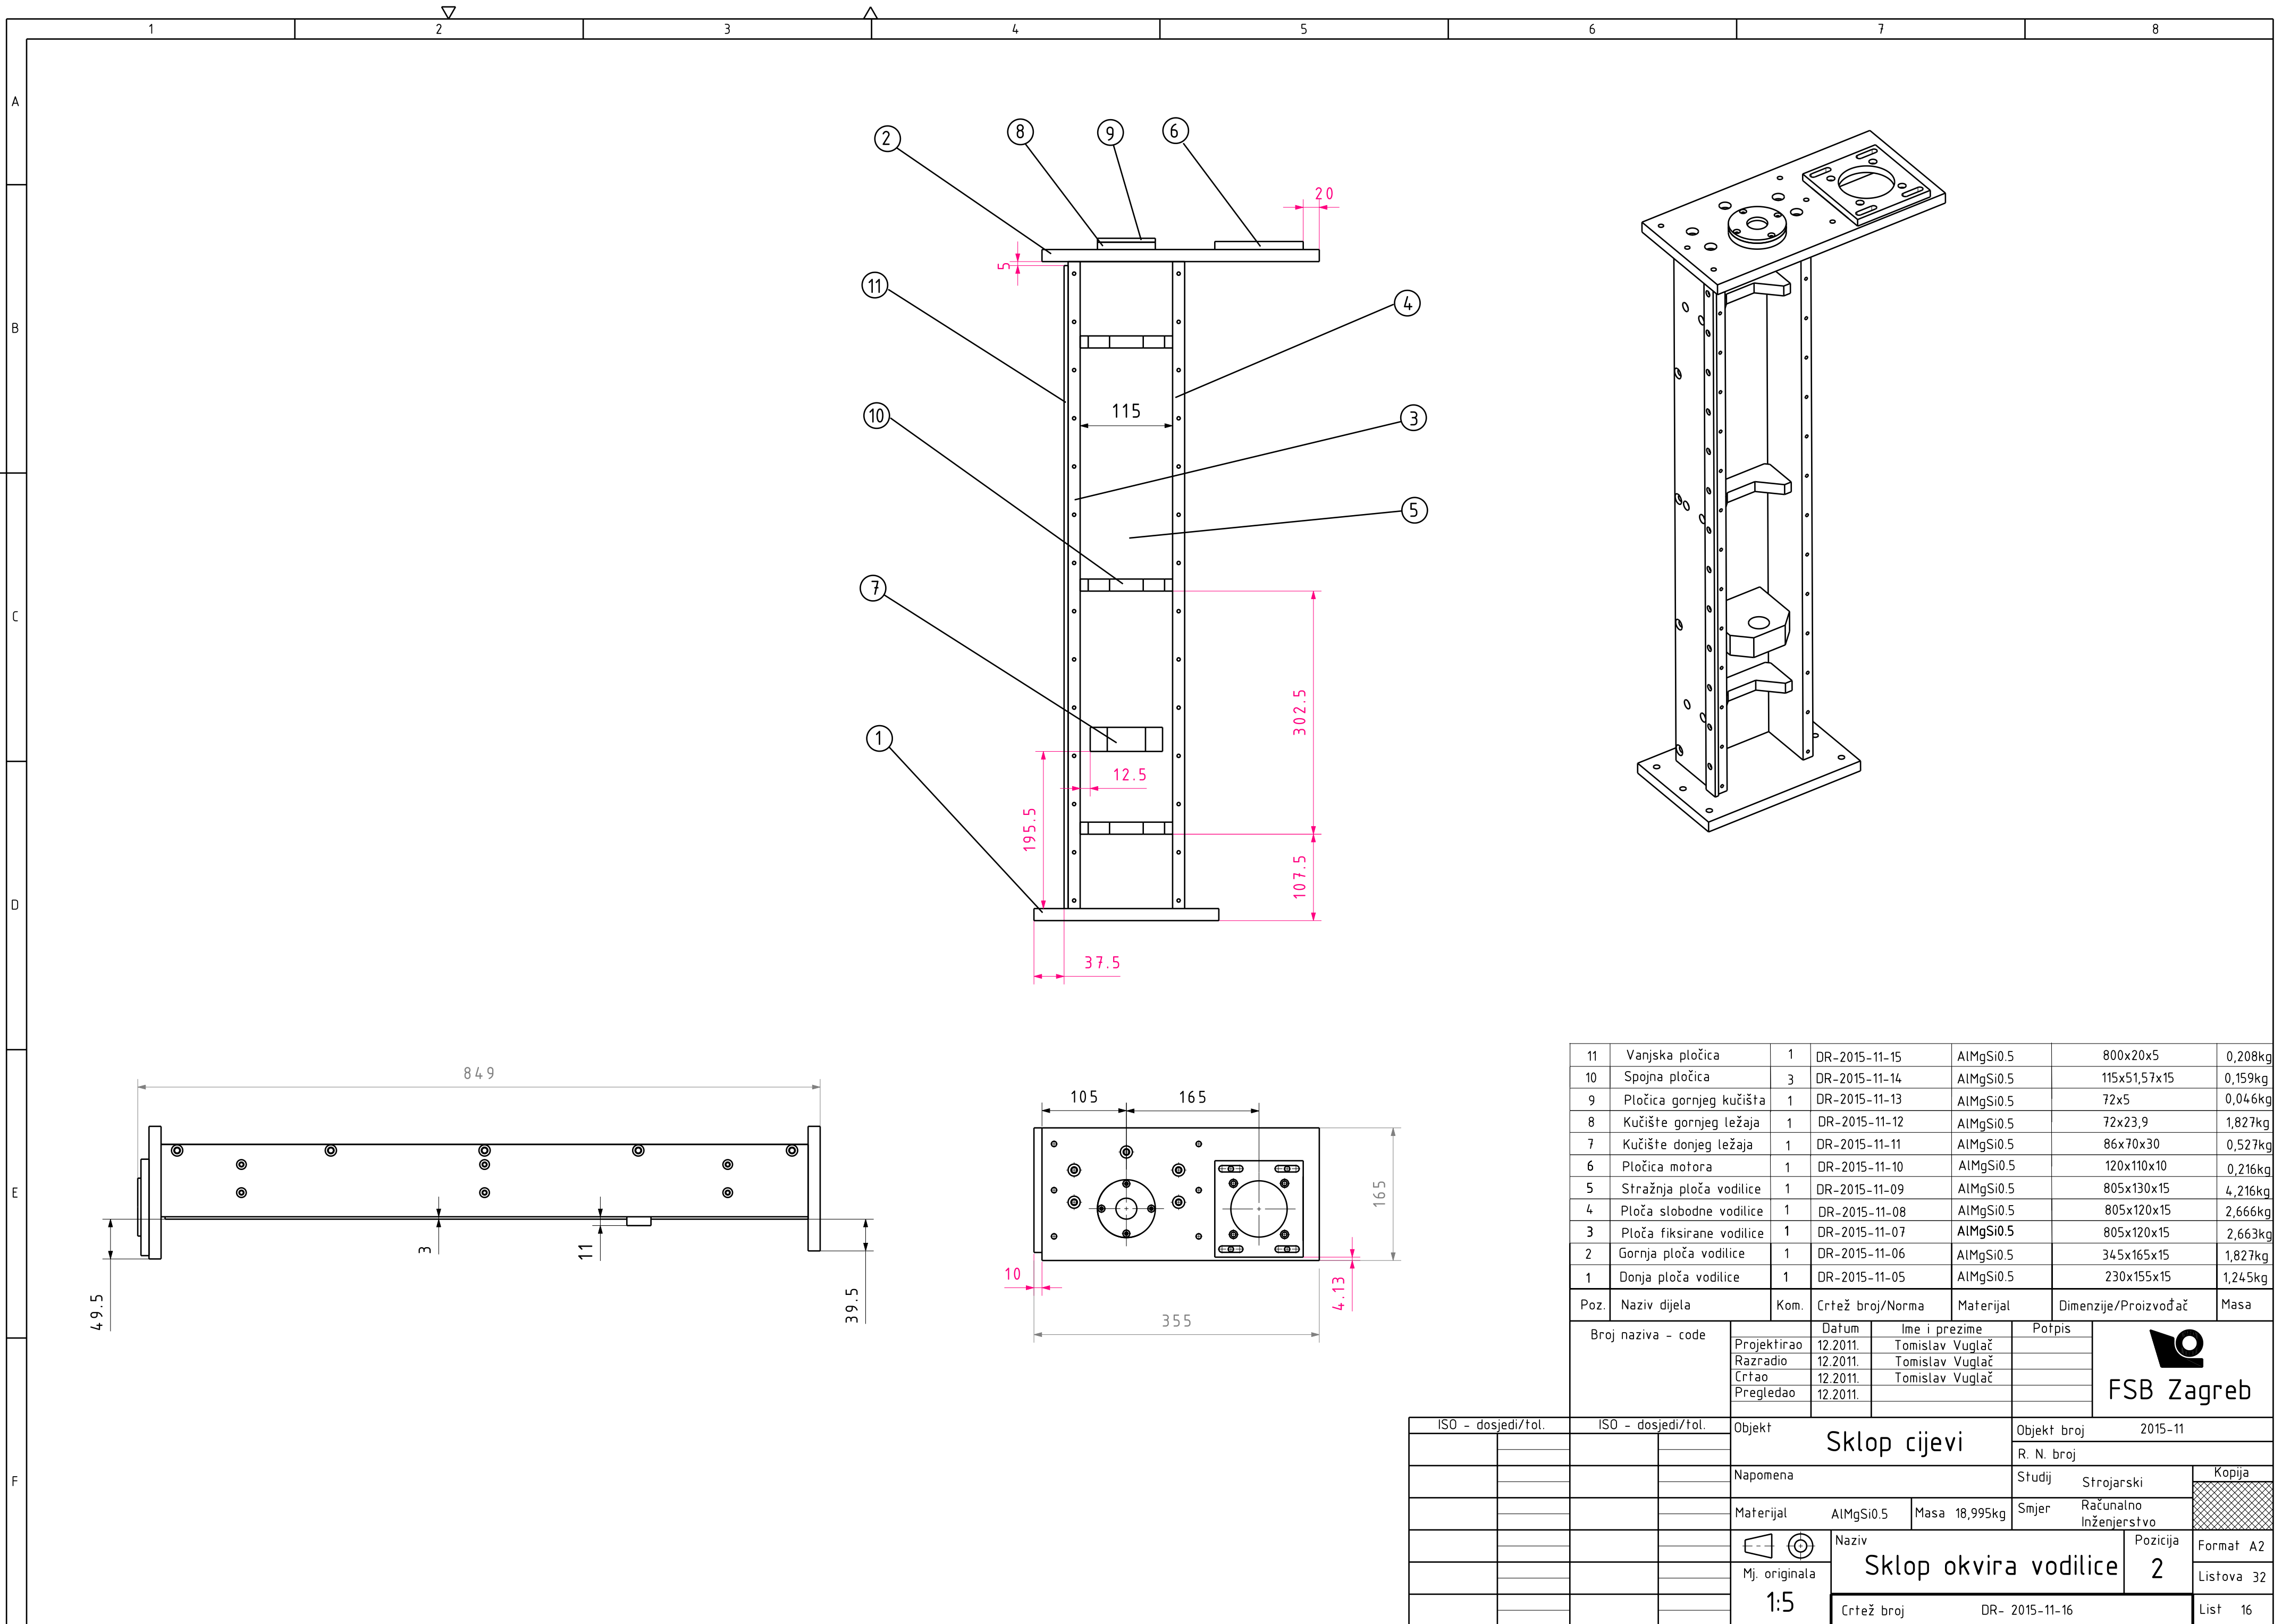 1 2 3 4 5 6 7 8
A
B
C
D
E
F
2 8 9 6
20
5
11
4
115
10
3
5
7
302.5
12.5
1
195.5
107.5
37.5
849
49.5
3
11
39.5
105 165
165
10
4.13
355
11 Vanjska pločica 1 DR-2015-11-15 AlMgSi0.5 800x20x5 0,208kg
10 Spojna pločica 3 DR-2015-11-14 AlMgSi0.5 115x51,57x15 0,159kg
9 Pločica gornjeg kučišta 1 DR-2015-11-13 AlMgSi0.5 72x5 0,046kg
8 Kučište gornjeg ležaja 1 DR-2015-11-12 AlMgSi0.5 72x23,9 1,827kg
7 Kučište donjeg ležaja 1 DR-2015-11-11 AlMgSi0.5 86x70x30 0,527kg
6 Pločica motora 1 DR-2015-11-10 AlMgSi0.5 120x110x10 0,216kg
5 Stražnja ploča vodilice 1 DR-2015-11-09 AlMgSi0.5 805x130x15 4,216kg
4 Ploča slobodne vodilice 1 DR-2015-11-08 AlMgSi0.5 805x120x15 2,666kg
3 Ploča fiksirane vodilice 1 DR-2015-11-07 AlMgSi0.5 805x120x15 2,663kg
2 Gornja ploča vodilice 1 DR-2015-11-06 AlMgSi0.5 345x165x15 1,827kg
1 Donja ploča vodilice 1 DR-2015-11-05 AlMgSi0.5 230x155x15 1,245kg
Poz. Naziv dijela Kom. Crtež broj/Norma Materijal Dimenzije/Proizvođač Masa
Broj naziva - code
Datum Ime i prezime Potpis
Projektirao 12.2011. Tomislav Vuglač
Razradio 12.2011. Tomislav Vuglač
Crtao 12.2011. Tomislav Vuglač
Pregledao 12.2011.
FSB Zagreb
ISO - dosjedi/tol. ISO - dosjedi/tol.
Objekt Sklop cijevi
Objekt broj 2015-11
R. N. broj
Napomena
Studij Strojarski
Kopija
Materijal AlMgSi0.5 Masa 18,995kg
Smjer Računalno
Inženjerstvo
Naziv Sklop okvira vodilice
Pozicija 2
Format A2
Mj. originala
1:5
Listova 32
Crtež broj DR- 2015-11-16
List 16